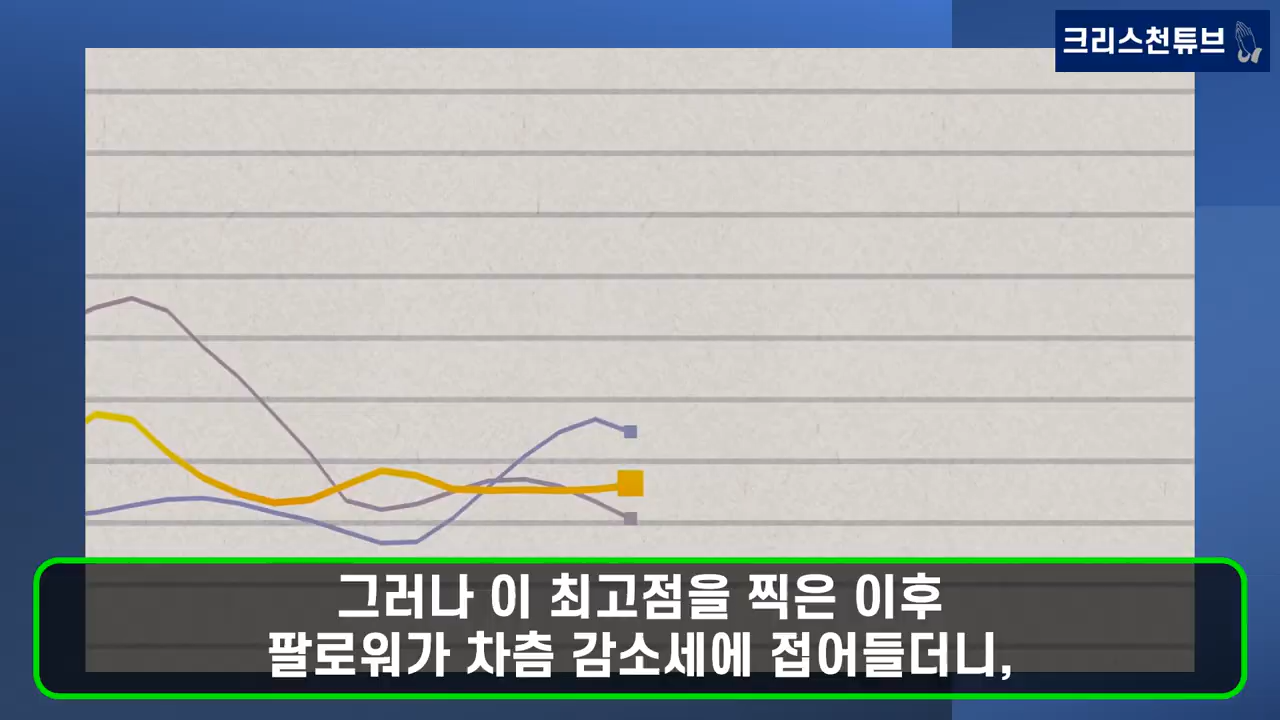 크리스천튜브
그러나 이 최고점을 찍은 이후
팔로워가 차츰 감소세에 접어들더니,